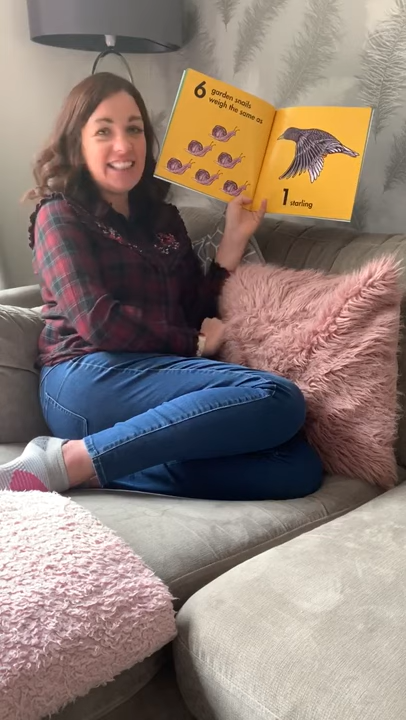 6 garden snails
weigh the same as
1 starling